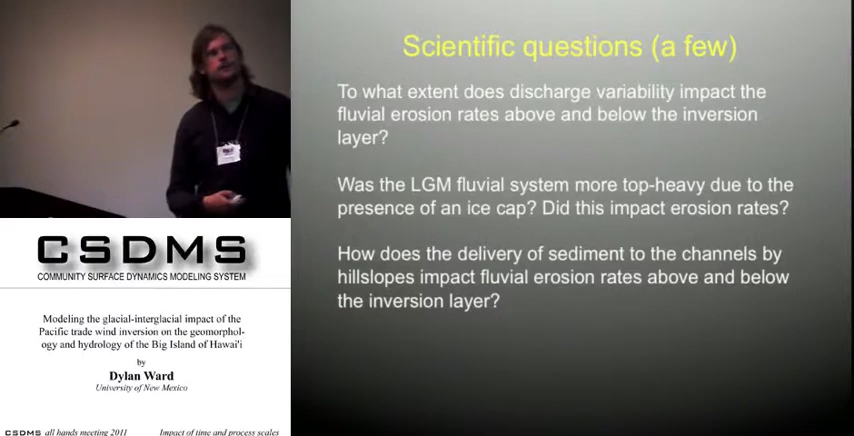 Scientific questions (a few)
To what extent does discharge variability impact the
fluvial erosion rates above and below the inversion
layer?
Was the LGM fluvial system more top-heavy due to the
presence of an ice cap? Did this impact erosion rates?
How does the delivery of sediment to the channels by
hillslopes impact fluvial erosion rates above and below
the inversion layer?
CSDMS
COMMUNITY SURFACE DYNAMICS MODELING SYSTEM
Modeling the glacial-interglacial impact of the
Pacific trade wind inversion on the geomorphol-
ogy and hydrology of the Big Island of Hawai'i
by
Dylan Ward
University of New Mexico
CSDMS all hands meeting 2011 Impact of time and process scales